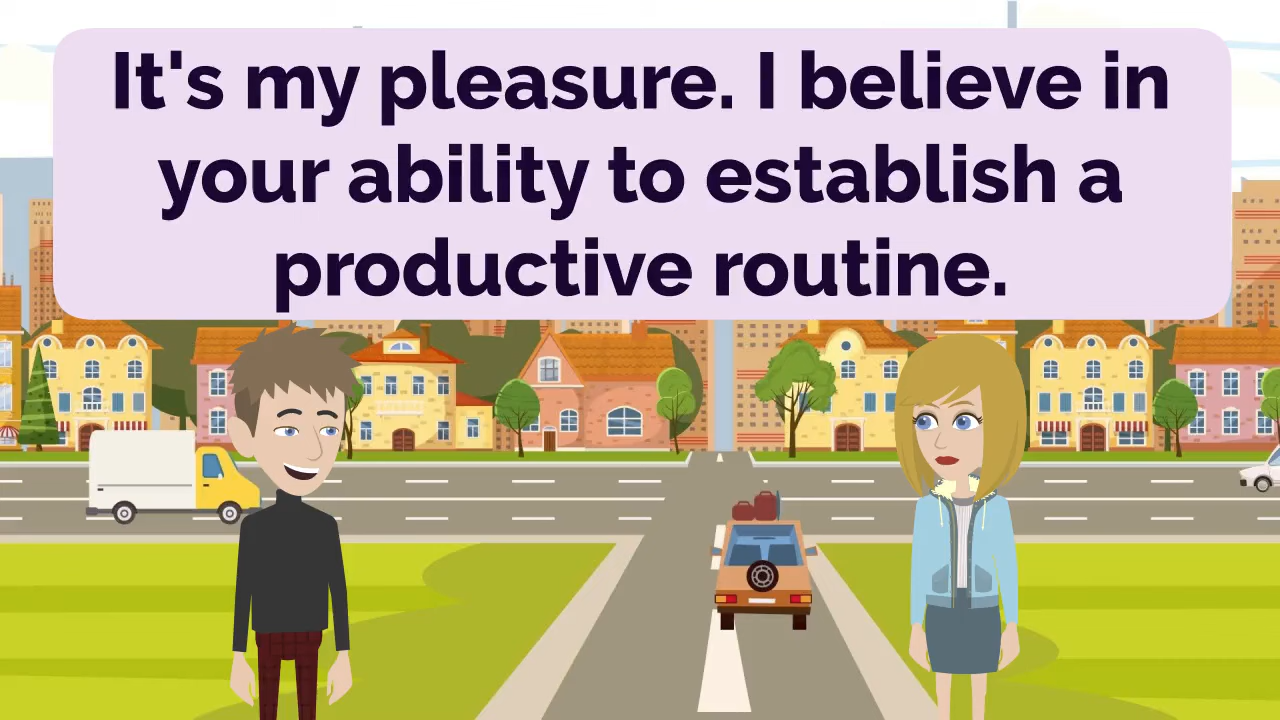 It's my pleasure. I believe in
your ability to establish a
productive routine.